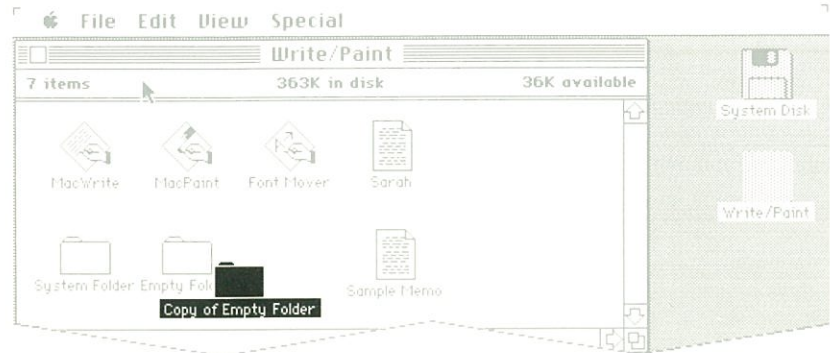 File Edit View Special
Write/Paint
7 items 363K in disk 36K available
System Disk
MacWrite MacPaint Font Mover Sarah
Write/Paint
System Folder Empty Fol Sample Memo
Copy of Empty Folder